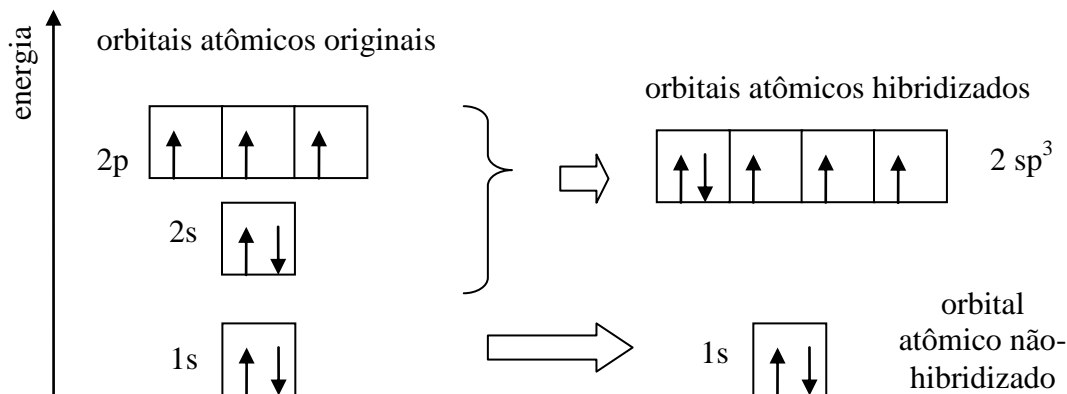 energia
orbitais atômicos originais
orbitais atômicos hibridizados
2p
2 sp³
2s
1s
1s
orbital
atômico não-
hibridizado